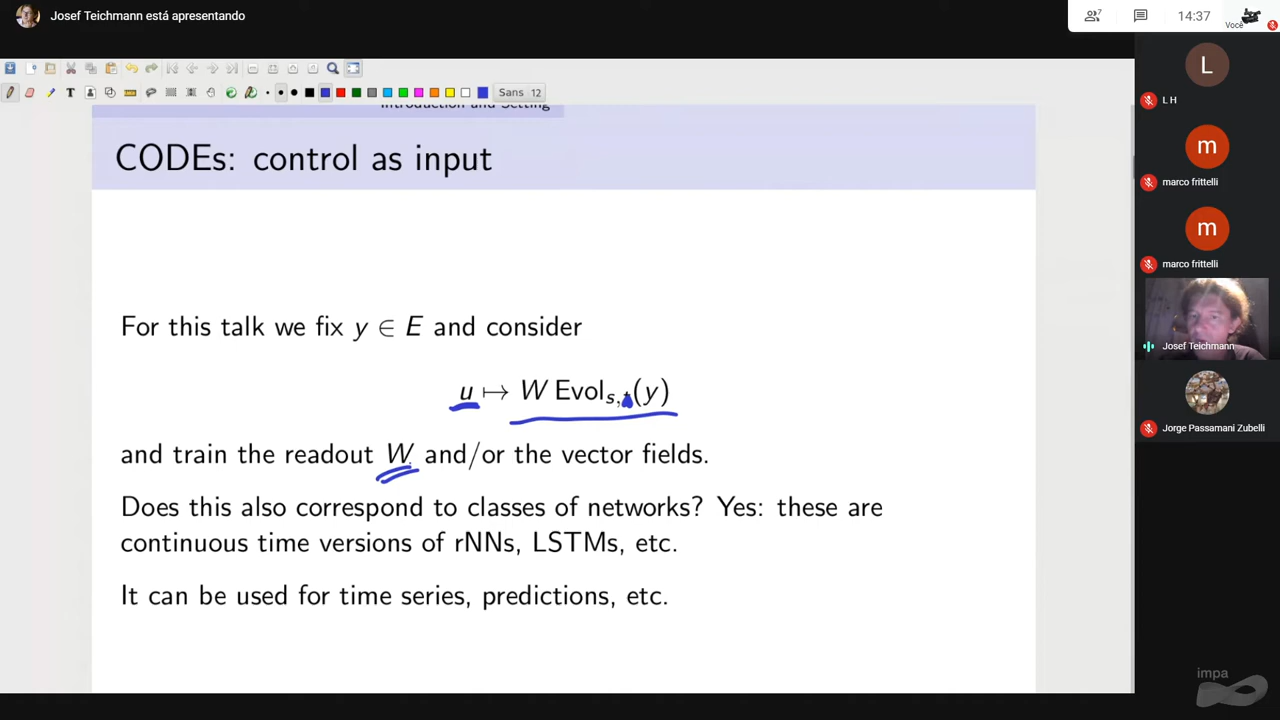 Josef Teichmann está apresentando
7
14:37
Você
Sans 12
Introduction and Setting
CODEs: control as input
For this talk we fix y ∈ E and consider
u ↦ W Evol_{s,t}(y)
and train the readout W and/or the vector fields.
Does this also correspond to classes of networks? Yes: these are
continuous time versions of rNNs, LSTMs, etc.
It can be used for time series, predictions, etc.
L
L H
m
marco frittelli
m
marco frittelli
Josef Teichmann
Jorge Passamani Zubelli
impa